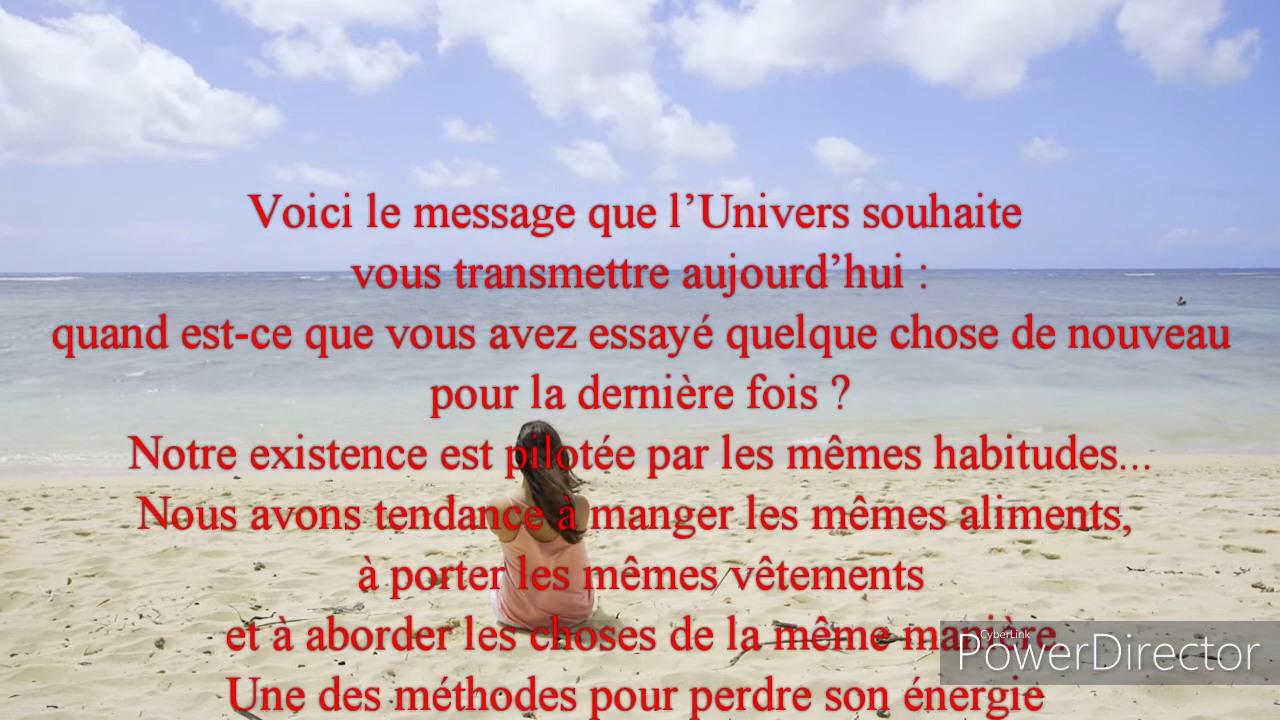 Voici le message que l’Univers souhaite
vous transmettre aujourd’hui :
quand est-ce que vous avez essayé quelque chose de nouveau
pour la dernière fois ?
Notre existence est pilotée par les mêmes habitudes...
Nous avons tendance à manger les mêmes aliments,
à porter les mêmes vêtements
et à aborder les choses de la même manière.
Une des méthodes pour perdre son énergie
CyberLink
PowerDirector